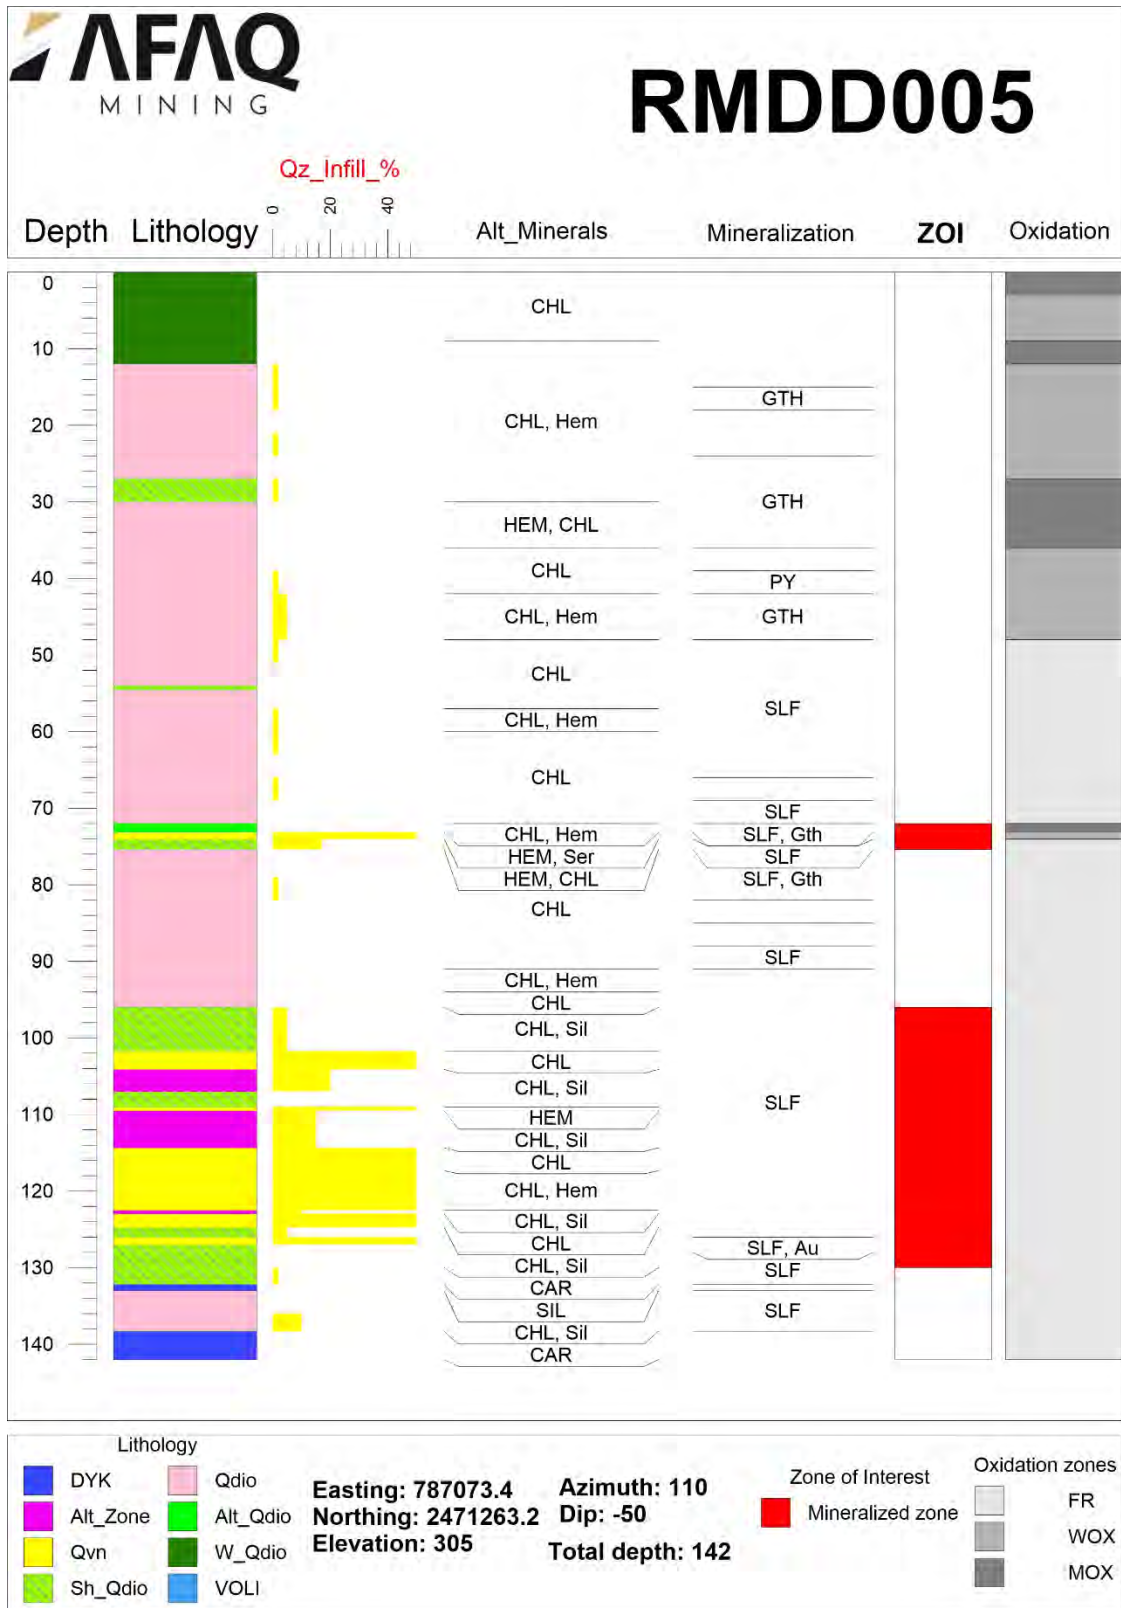 AFAQ
MINING
RMDD005
Qz_Infill_%
0 20 40
Depth Lithology Alt_Minerals Mineralization ZOI Oxidation
0
CHL
10
GTH
20 CHL, Hem
30 GTH
HEM, CHL
40 CHL PY
CHL, Hem GTH
50
CHL
SLF
60 CHL, Hem
CHL
70 SLF
CHL, Hem SLF, Gth
HEM, Ser SLF
80 HEM, CHL SLF, Gth
CHL
90 SLF
CHL, Hem
CHL
100 CHL, Sil
CHL
CHL, Sil
110 SLF
HEM
CHL, Sil
CHL
120 CHL, Hem
CHL, Sil
CHL SLF, Au
130 CHL, Sil SLF
CAR
SIL SLF
140 CHL, Sil
CAR
Lithology
DYK Qdio
Alt_Zone Alt_Qdio
Qvn W_Qdio
Sh_Qdio VOLI
Easting: 787073.4 Azimuth: 110
Northing: 2471263.2 Dip: -50
Elevation: 305 Total depth: 142
Zone of Interest
Mineralized zone
Oxidation zones
FR
WOX
MOX